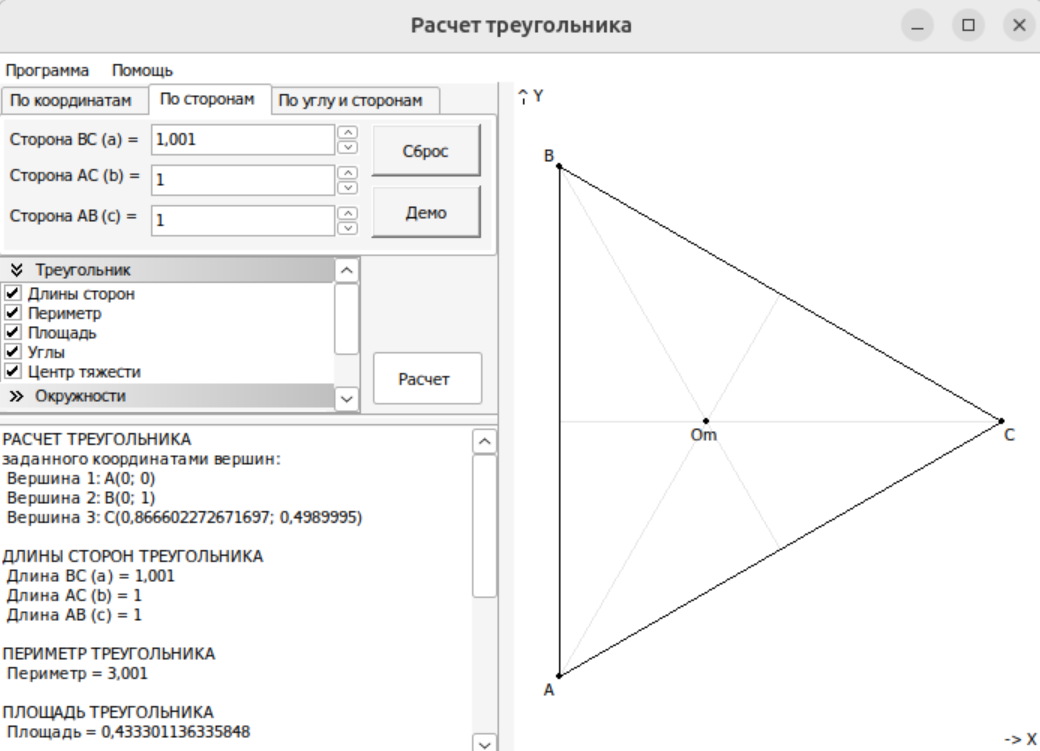 Расчет треугольника
Программа Помощь
По координатам По сторонам По углу и сторонам
Сторона BC (a) = 1,001
Сторона AC (b) = 1
Сторона AB (c) = 1
Сброс
Демо
Треугольник
Длины сторон
Периметр
Площадь
Углы
Центр тяжести
Окружности
Расчет
РАСЧЕТ ТРЕУГОЛЬНИКА
заданного координатами вершин:
Вершина 1: A(0; 0)
Вершина 2: B(0; 1)
Вершина 3: C(0,866602272671697; 0,4989995)
ДЛИНЫ СТОРОН ТРЕУГОЛЬНИКА
Длина BC (a) = 1,001
Длина AC (b) = 1
Длина AB (c) = 1
ПЕРИМЕТР ТРЕУГОЛЬНИКА
Периметр = 3,001
ПЛОЩАДЬ ТРЕУГОЛЬНИКА
Площадь = 0,433301136335848
Y
B
Om
C
A
-> X